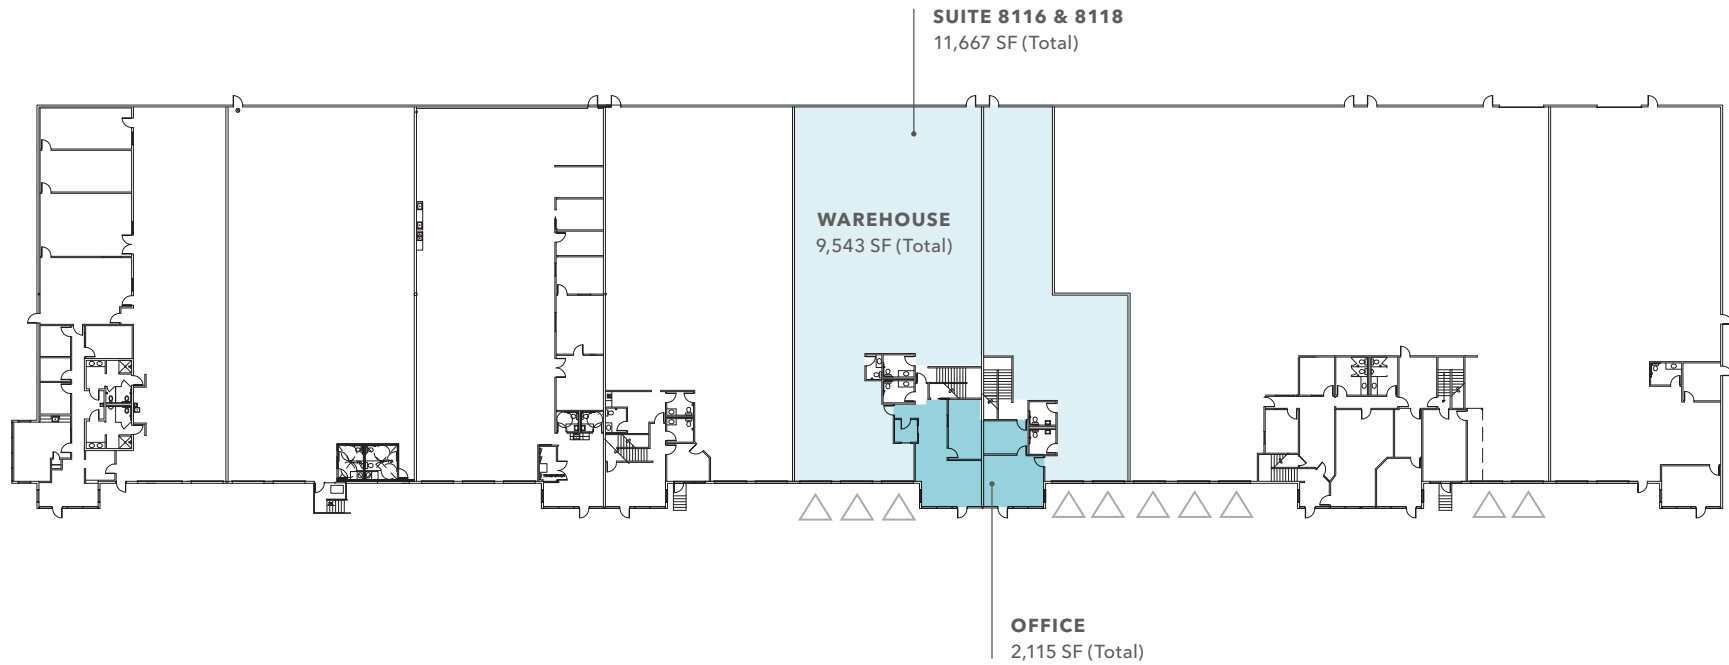 SUITE 8116 & 8118
11,667 SF (Total)
WAREHOUSE
9,543 SF (Total)
OFFICE
2,115 SF (Total)